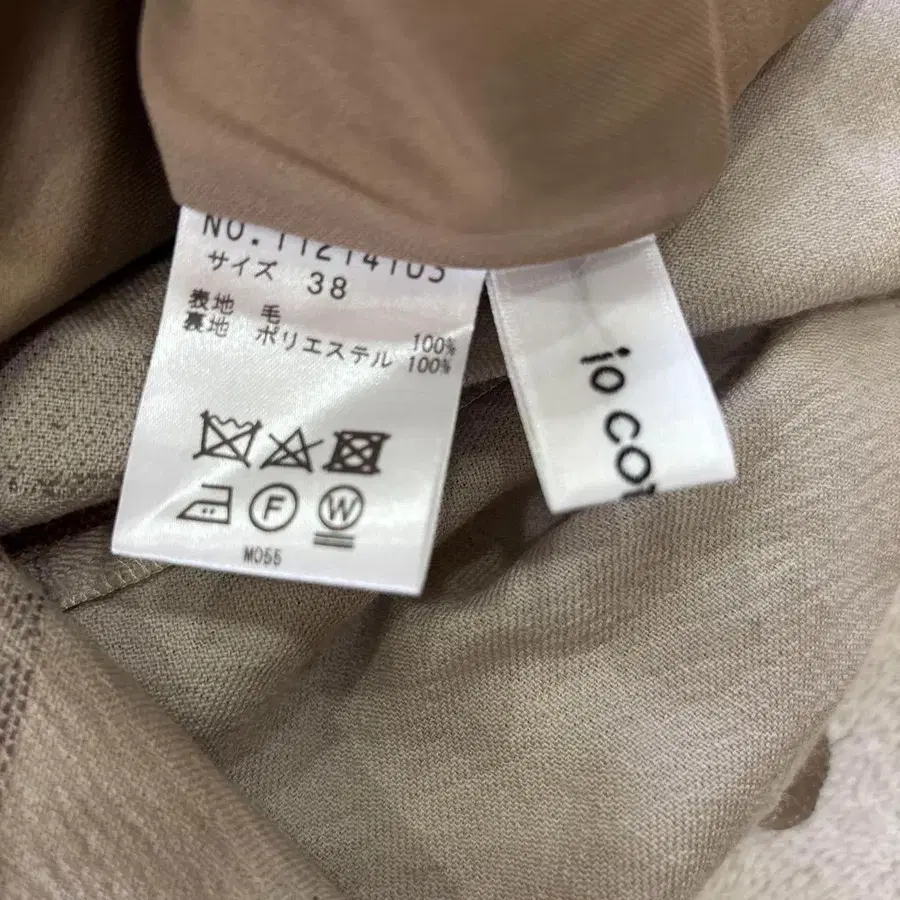 NO.11214103
サイズ 38
表地 毛 100%
裏地 ポリエステル 100%
F W
M055
io co